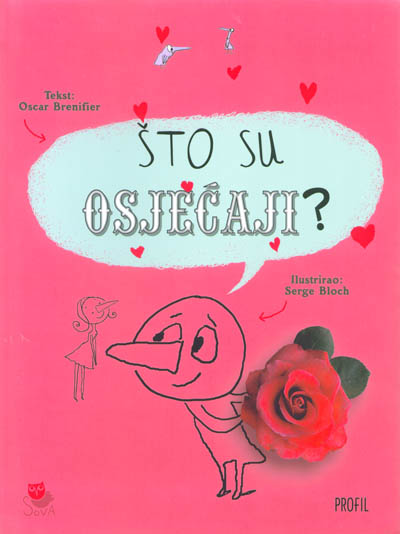 Tekst:
Oscar Brenifier
ŠTO SU
OSJEĆAJI?
Ilustrirao:
Serge Bloch
SOVA
PROFIL